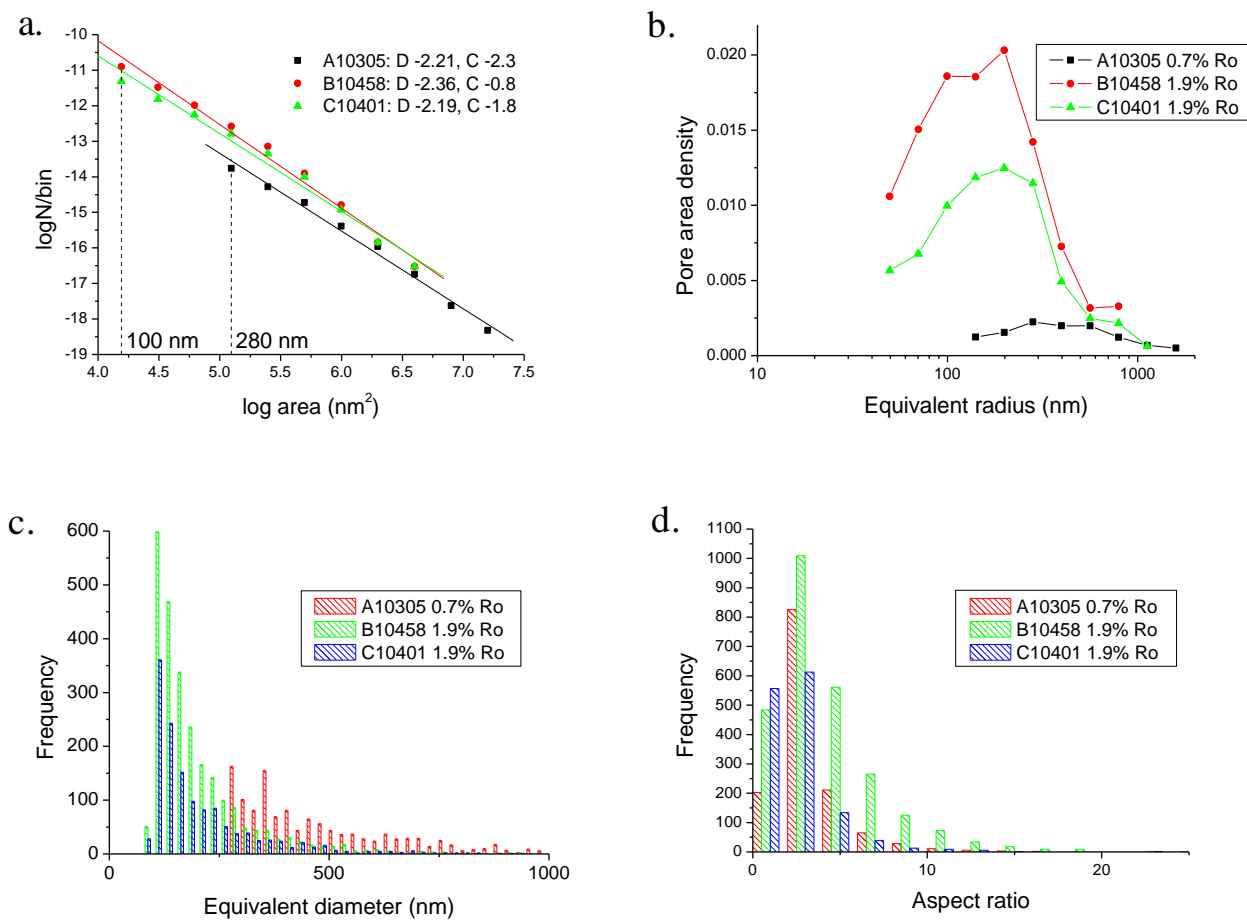 a.
-10
-11
-12
-13
-14
-15
-16
-17
-18
-19
logN/bin
A10305: D -2.21, C -2.3
B10458: D -2.36, C -0.8
C10401: D -2.19, C -1.8
100 nm
280 nm
4.0 4.5 5.0 5.5 6.0 6.5 7.0 7.5
log area (nm²)
b.
0.020
0.015
0.010
0.005
0.000
Pore area density
A10305 0.7% Ro
B10458 1.9% Ro
C10401 1.9% Ro
10 100 1000
Equivalent radius (nm)
c.
600
500
400
300
200
100
0
Frequency
A10305 0.7% Ro
B10458 1.9% Ro
C10401 1.9% Ro
0 500 1000
Equivalent diameter (nm)
d.
1100
1000
900
800
700
600
500
400
300
200
100
0
Frequency
A10305 0.7% Ro
B10458 1.9% Ro
C10401 1.9% Ro
0 10 20
Aspect ratio